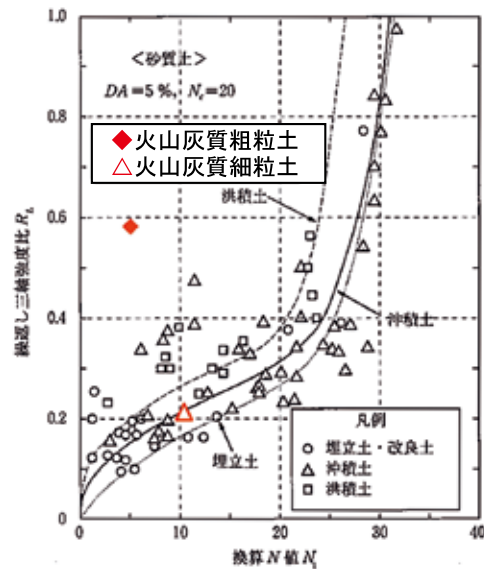 1.0
0.8
0.6
0.4
0.2
0
繰返し三軸強度比 R_L
＜砂質土＞
DA=5%, N_c=20
◆火山灰質粗粒土
△火山灰質細粒土
洪積土
沖積土
埋立土
凡例
○ 埋立土・改良土
△ 沖積土
□ 洪積土
0 10 20 30 40
換算 N 値 N₁